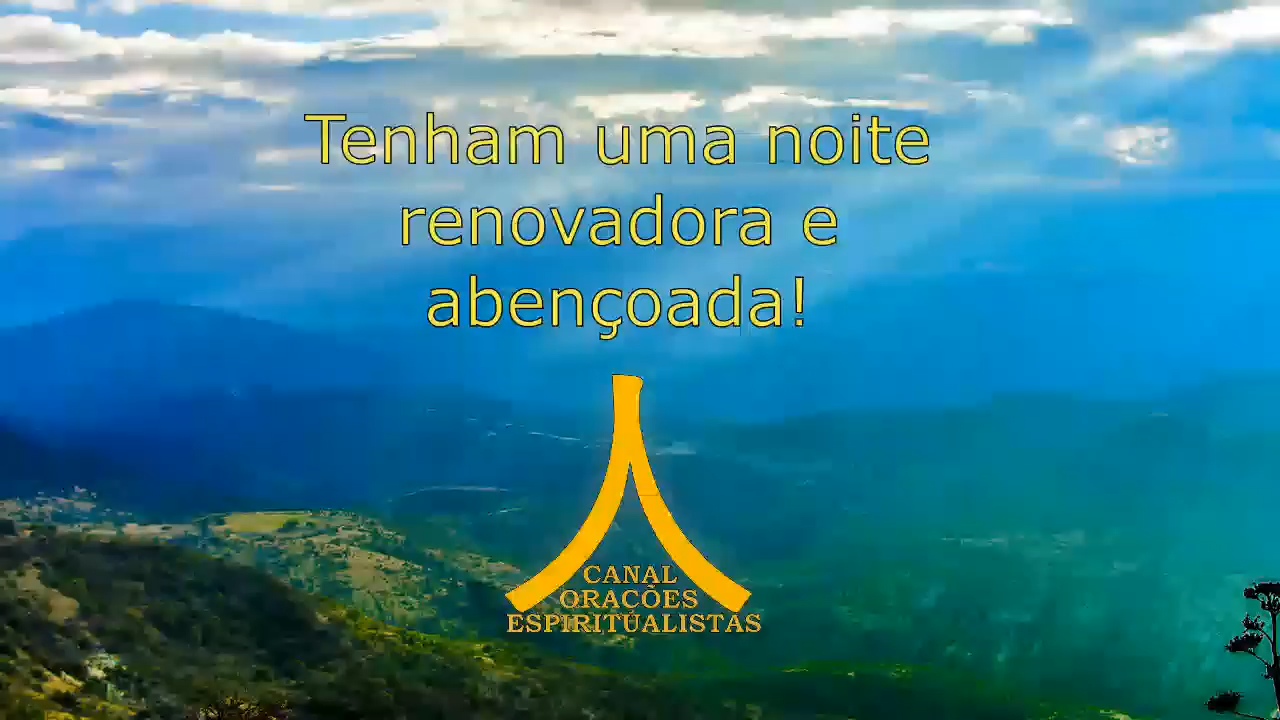 Tenham uma noite
renovadora e
abençoada!
CANAL
ORAÇÕES
ESPIRITUALISTAS